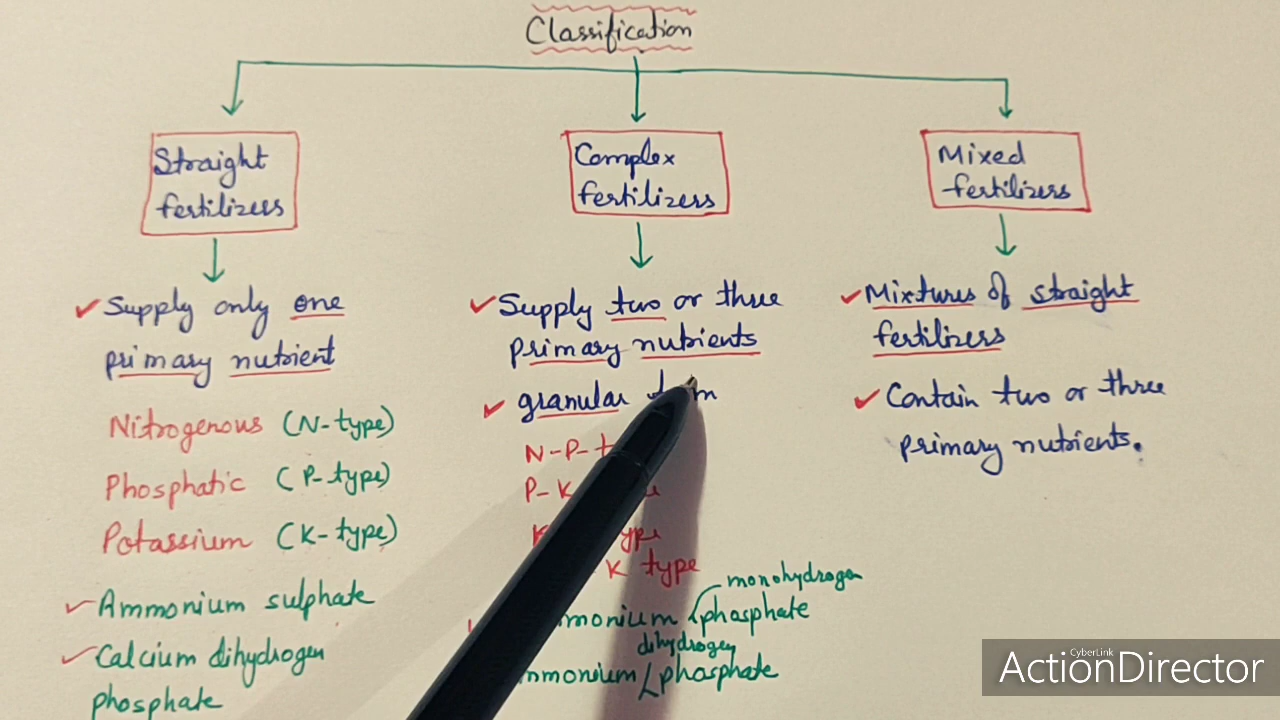 Classification
Straight
fertilizers
Supply only one
primary nutrient
Nitrogenous (N-type)
Phosphatic (P-type)
Potassium (K-type)
Ammonium sulphate
Calcium dihydrogen
phosphate
Complex
fertilizers
Supply two or three
primary nutrients
granular
N-P-
P-K
K type
monohydrogen
phosphate
dihydrogen
phosphate
Mixed
fertilizers
Mixtures of straight
fertilizers
Contain two or three
primary nutrients.
CyberLink
ActionDirector